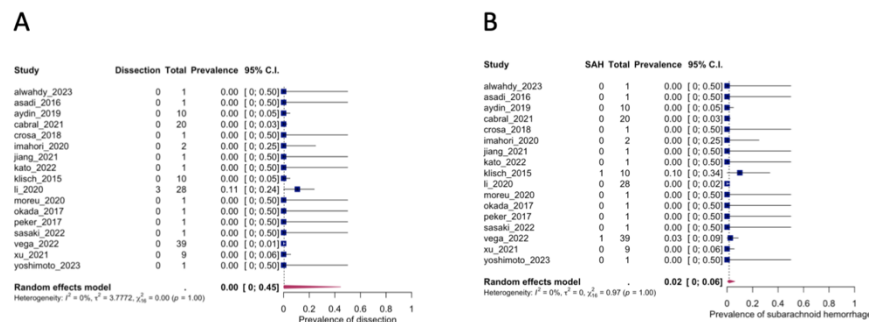 A
Study Dissection Total Prevalence 95% C.I.
alwahdy_2023 0 1 0.00 [ 0; 0.50]
asadi_2016 0 1 0.00 [ 0; 0.50]
aydin_2019 0 10 0.00 [ 0; 0.05]
cabral_2021 0 20 0.00 [ 0; 0.03]
crosa_2018 0 1 0.00 [ 0; 0.50]
imahori_2020 0 2 0.00 [ 0; 0.25]
jiang_2021 0 1 0.00 [ 0; 0.50]
kato_2022 0 1 0.00 [ 0; 0.50]
klisch_2015 0 10 0.00 [ 0; 0.05]
li_2020 3 28 0.11 [ 0; 0.24]
moreu_2020 0 1 0.00 [ 0; 0.50]
okada_2017 0 1 0.00 [ 0; 0.50]
peker_2017 0 1 0.00 [ 0; 0.50]
sasaki_2022 0 1 0.00 [ 0; 0.50]
vega_2022 0 39 0.00 [ 0; 0.01]
xu_2021 0 9 0.00 [ 0; 0.06]
yoshimoto_2023 0 1 0.00 [ 0; 0.50]
Random effects model . 0.00 [ 0; 0.45]
Heterogeneity: I² = 0%, τ² = 3.7772, χ²₁₆ = 0.00 (p = 1.00)
0 0.2 0.4 0.6 0.8 1
Prevalence of dissection
B
Study SAH Total Prevalence 95% C.I.
alwahdy_2023 0 1 0.00 [ 0; 0.50]
asadi_2016 0 1 0.00 [ 0; 0.50]
aydin_2019 0 10 0.00 [ 0; 0.05]
cabral_2021 0 20 0.00 [ 0; 0.03]
crosa_2018 0 1 0.00 [ 0; 0.50]
imahori_2020 0 2 0.00 [ 0; 0.25]
jiang_2021 0 1 0.00 [ 0; 0.50]
kato_2022 0 1 0.00 [ 0; 0.50]
klisch_2015 1 10 0.10 [ 0; 0.34]
li_2020 0 28 0.00 [ 0; 0.02]
moreu_2020 0 1 0.00 [ 0; 0.50]
okada_2017 0 1 0.00 [ 0; 0.50]
peker_2017 0 1 0.00 [ 0; 0.50]
sasaki_2022 0 1 0.00 [ 0; 0.50]
vega_2022 1 39 0.03 [ 0; 0.09]
xu_2021 0 9 0.00 [ 0; 0.06]
yoshimoto_2023 0 1 0.00 [ 0; 0.50]
Random effects model . 0.02 [ 0; 0.06]
Heterogeneity: I² = 0%, τ² = 0, χ²₁₆ = 0.97 (p = 1.00)
0 0.2 0.4 0.6 0.8 1
Prevalence of subarachnoid hemorrhage